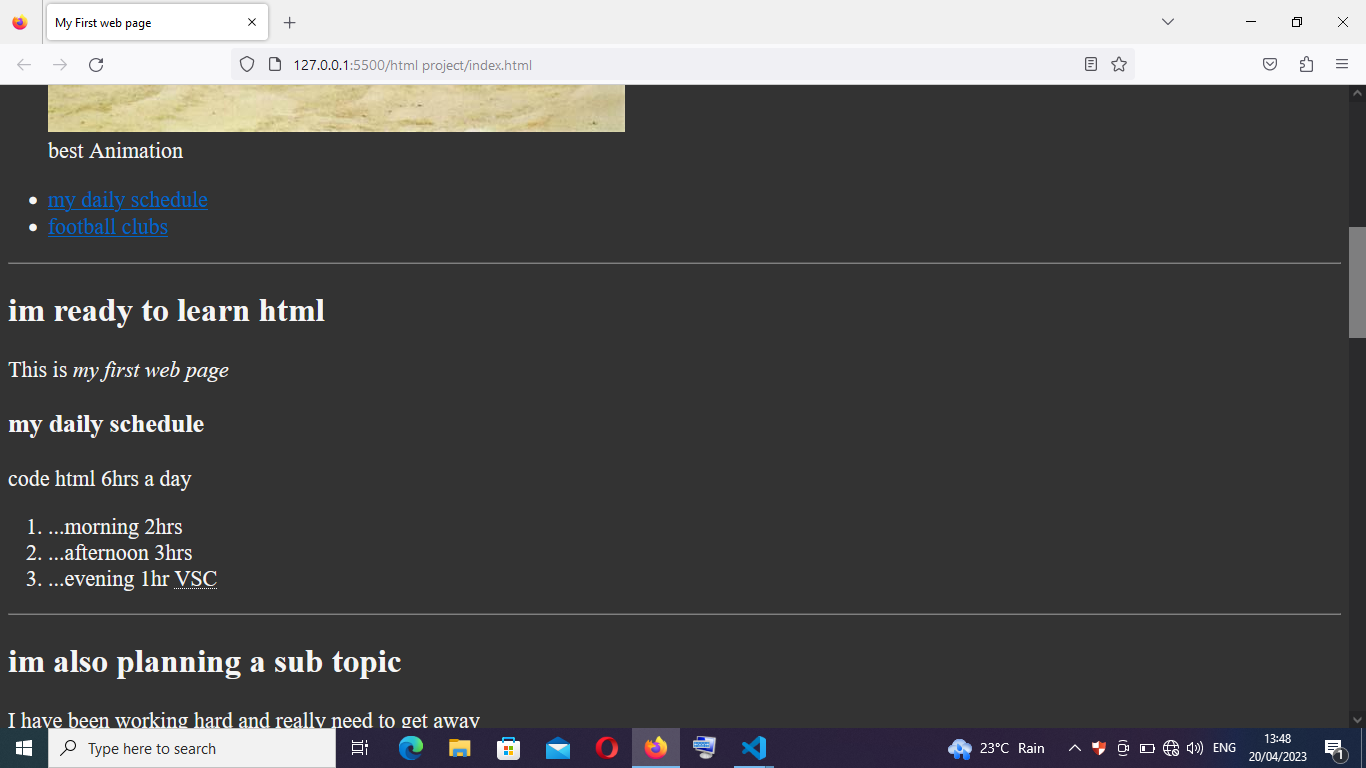 My First web page
127.0.0.1:5500/html project/index.html
best Animation
my daily schedule
football clubs
im ready to learn html
This is my first web page
my daily schedule
code html 6hrs a day
1. ...morning 2hrs
2. ...afternoon 3hrs
3. ...evening 1hr VSC
im also planning a sub topic
I have been working hard and really need to get away
Type here to search
23°C Rain
ENG
13:48
20/04/2023
1